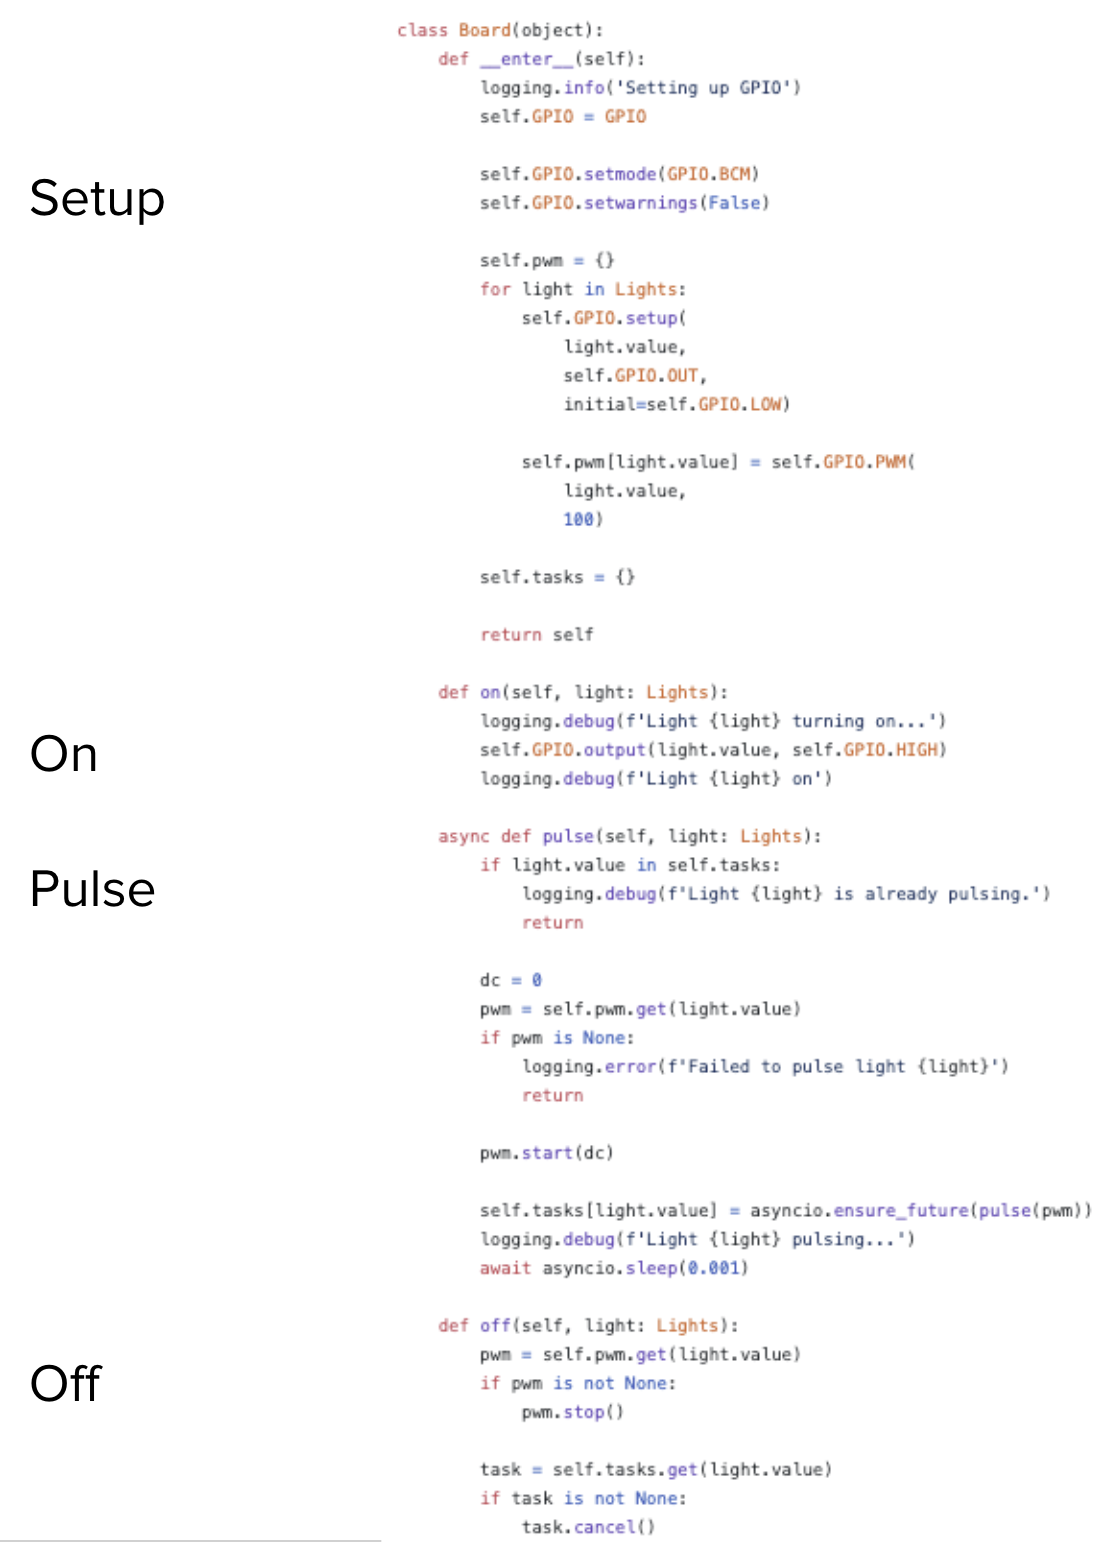 class Board(object):
    def __enter__(self):
        logging.info('Setting up GPIO')
        self.GPIO = GPIO
Setup
        self.GPIO.setmode(GPIO.BCM)
        self.GPIO.setwarnings(False)
        self.pwm = {}
        for light in Lights:
            self.GPIO.setup(
                light.value,
                self.GPIO.OUT,
                initial=self.GPIO.LOW)
            self.pwm[light.value] = self.GPIO.PWM(
                light.value,
                100)
        self.tasks = {}
        return self
On
    def on(self, light: Lights):
        logging.debug(f'Light {light} turning on...')
        self.GPIO.output(light.value, self.GPIO.HIGH)
        logging.debug(f'Light {light} on')
Pulse
    async def pulse(self, light: Lights):
        if light.value in self.tasks:
            logging.debug(f'Light {light} is already pulsing.')
            return
        dc = 0
        pwm = self.pwm.get(light.value)
        if pwm is None:
            logging.error(f'Failed to pulse light {light}')
            return
        pwm.start(dc)
        self.tasks[light.value] = asyncio.ensure_future(pulse(pwm))
        logging.debug(f'Light {light} pulsing...')
        await asyncio.sleep(0.001)
Off
    def off(self, light: Lights):
        pwm = self.pwm.get(light.value)
        if pwm is not None:
            pwm.stop()
        task = self.tasks.get(light.value)
        if task is not None:
            task.cancel()